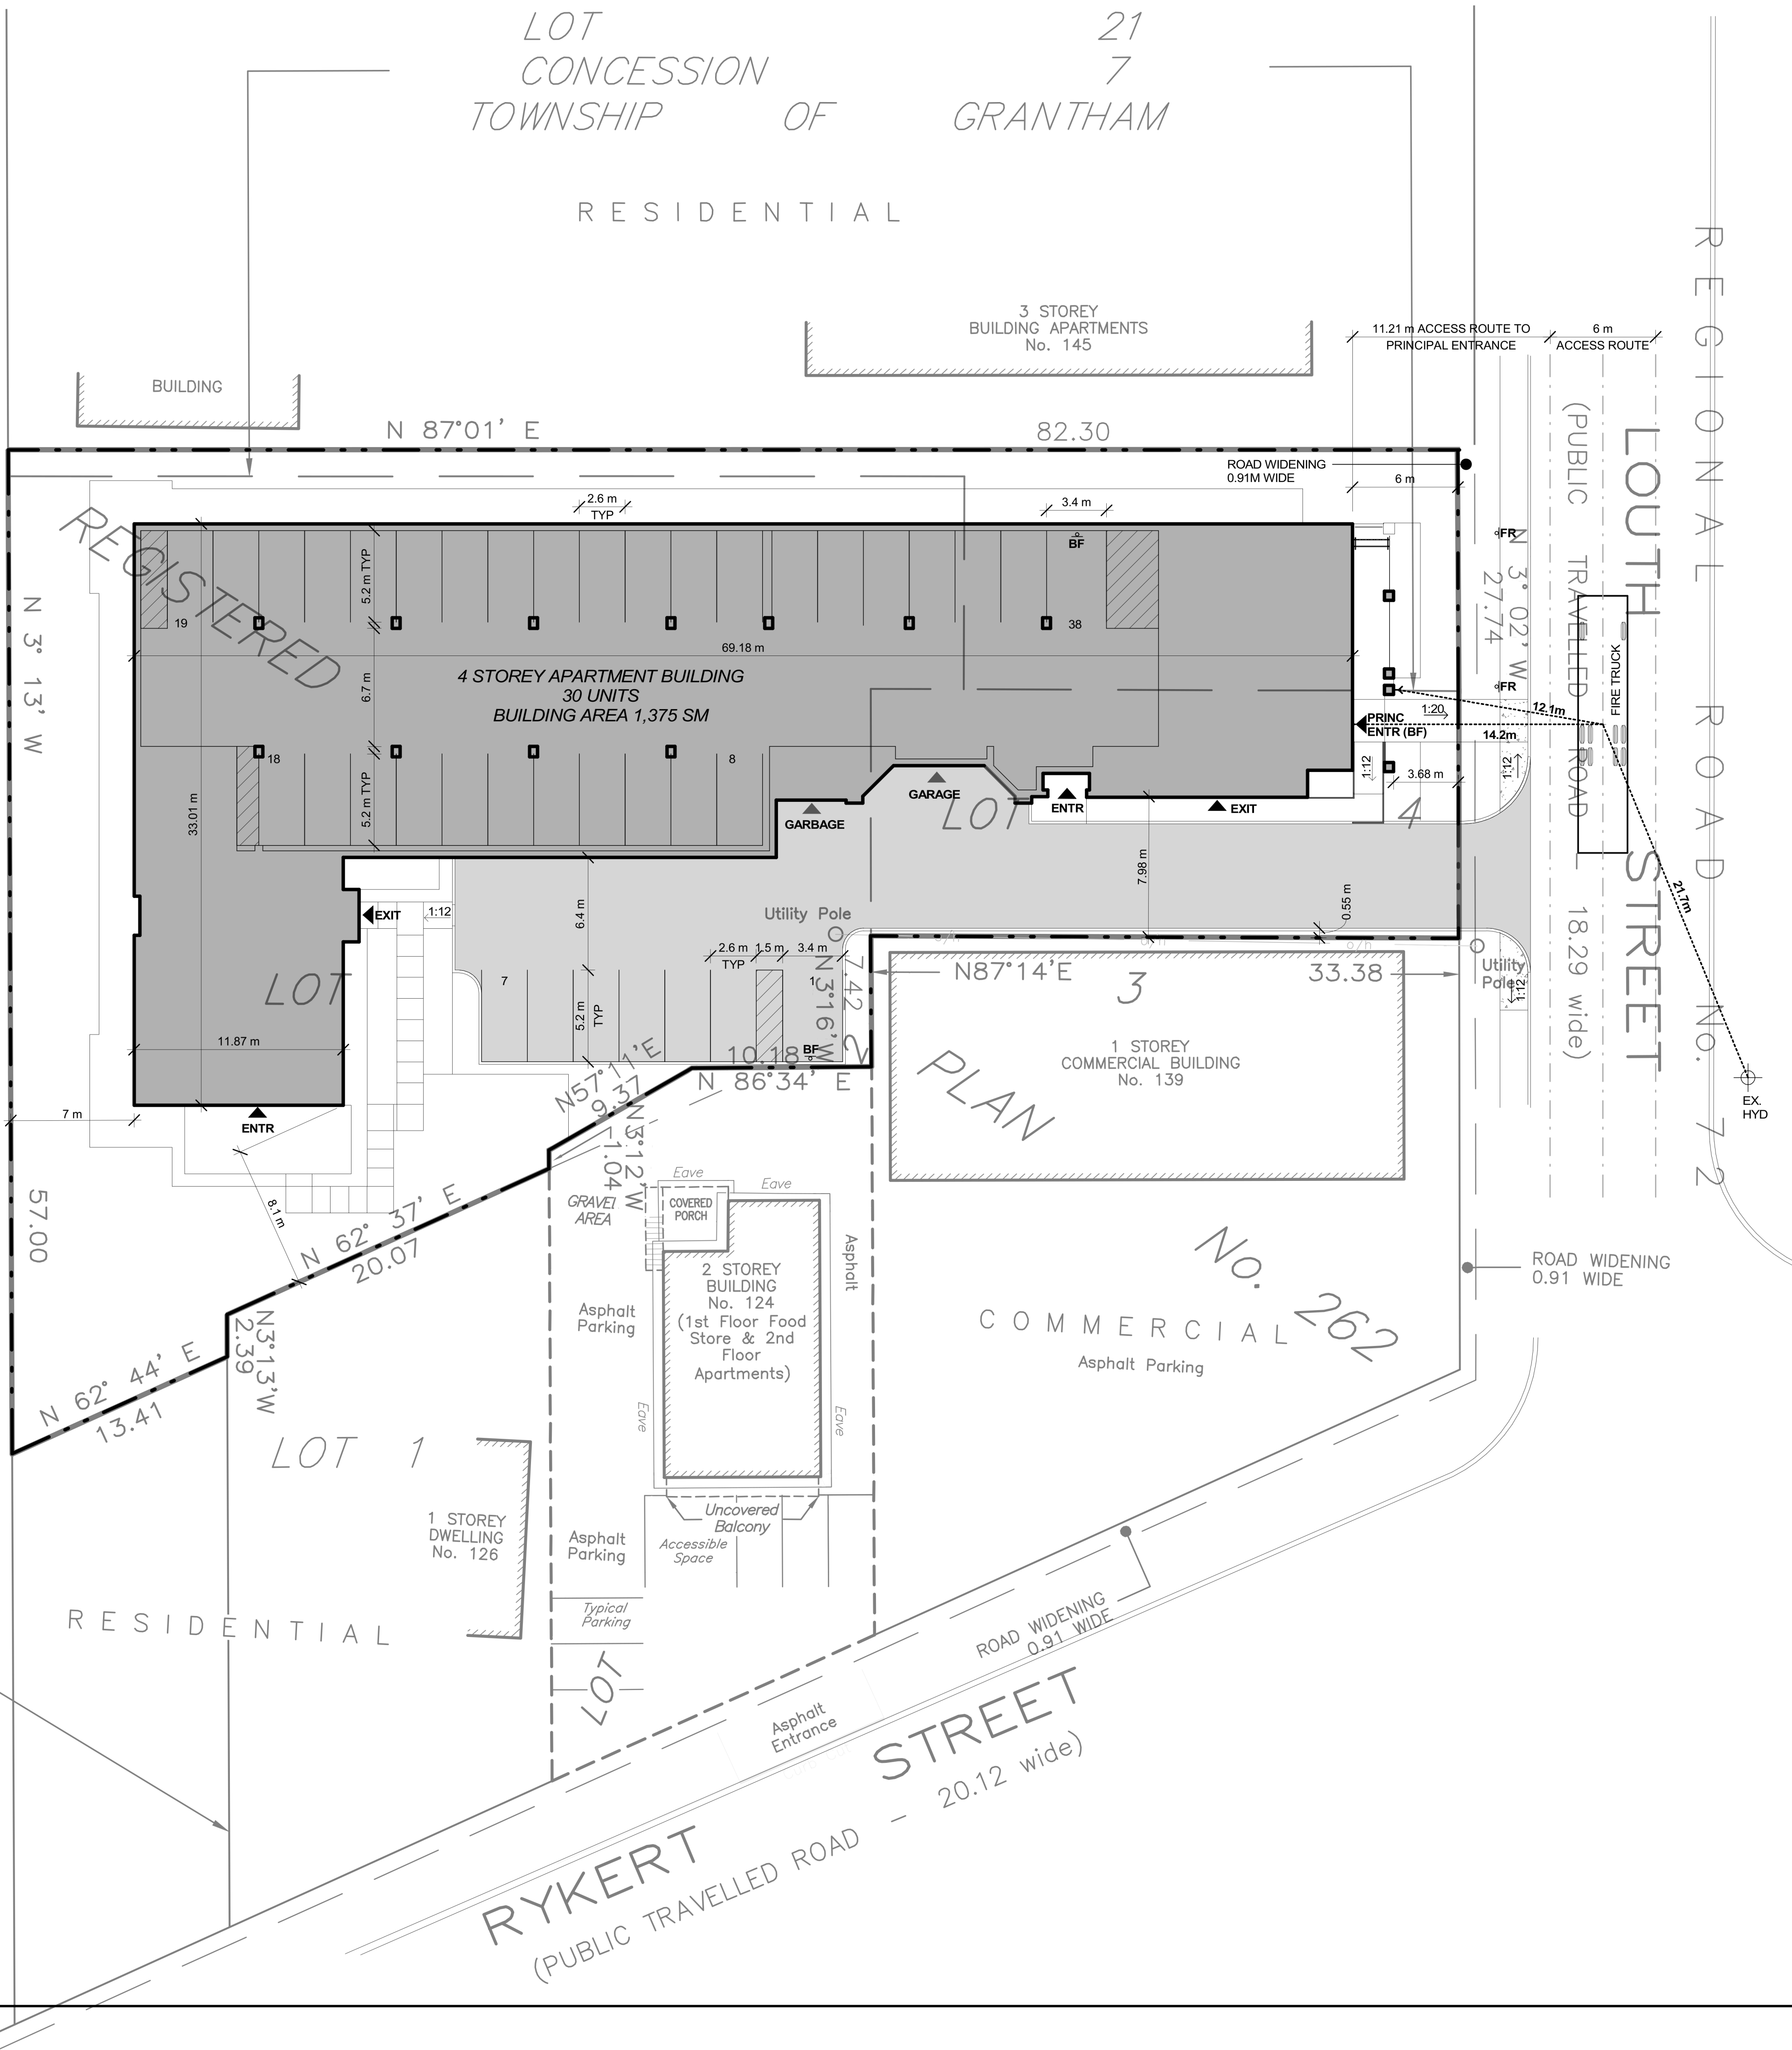 LOT 21
CONCESSION 7
TOWNSHIP OF GRANTHAM
RESIDENTIAL
3 STOREY
BUILDING APARTMENTS
No. 145
BUILDING
11.21 m ACCESS ROUTE TO
PRINCIPAL ENTRANCE
6 m
ACCESS ROUTE
N 87°01' E
82.30
ROAD WIDENING
0.91M WIDE
6 m
2.6 m
TYP
3.4 m
BF
5.2 m TYP
19
38
REGISTERED
69.18 m
4 STOREY APARTMENT BUILDING
30 UNITS
BUILDING AREA 1,375 SM
6.7 m
18
8
5.2 m TYP
33.01 m
N 3° 13' W
57.00
FR
N 3° 02' W
27.74
FR
PRINC
ENTR (BF)
1:20
12.1m
14.2m
1:12
3.68 m
1:12
FIRE TRUCK
LOUTH STREET
(PUBLIC TRAVELLED ROAD - 18.29 wide)
REGIONAL ROAD No. 72
21.7m
EX.
HYD
GARBAGE
GARAGE
LOT 4
ENTR
EXIT
7.98 m
0.55 m
EXIT
1:12
6.4 m
Utility Pole
2.6 m
TYP
1.5 m
3.4 m
7
1
5.2 m
TYP
BF
N3°16'W
7.42
N87°14'E
33.38
o/h
o/h
o/h
Utility
Pole
1:12
LOT 2
3
11.87 m
7 m
ENTR
8.1 m
10.18
N 86°34' E
N57°11'E
9.37
N3°12'W
1.04
N 62° 37' E
20.07
N3°13'W
2.39
N 62° 44' E
13.41
1 STOREY
COMMERCIAL BUILDING
No. 139
PLAN
No. 262
COMMERCIAL
Asphalt Parking
ROAD WIDENING
0.91 WIDE
Eave
Eave
GRAVEL
AREA
COVERED
PORCH
2 STOREY
BUILDING
No. 124
(1st Floor Food
Store & 2nd
Floor
Apartments)
Asphalt
Asphalt
Parking
Eave
Eave
Uncovered
Balcony
Asphalt
Parking
Accessible
Space
Typical
Parking
LOT
LOT 1
1 STOREY
DWELLING
No. 126
RESIDENTIAL
ROAD WIDENING
0.91 WIDE
Asphalt
Entrance
RYKERT STREET
(PUBLIC TRAVELLED ROAD - 20.12 wide)